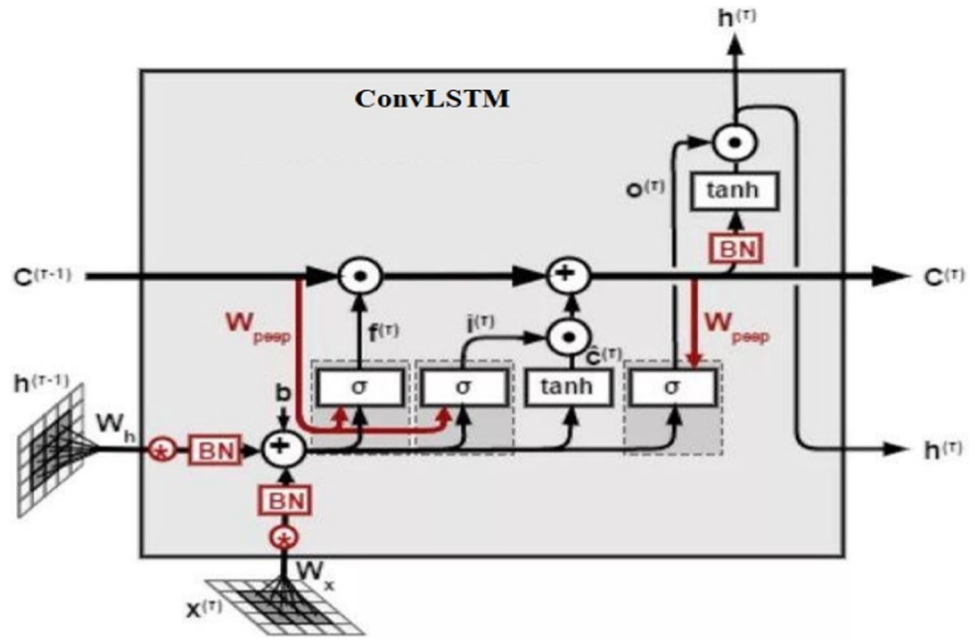 h(τ)
ConvLSTM
o(τ)
tanh
BN
C(τ-1)
+
C(τ)
Wpeep
f(τ)
i(τ)
Wpeep
ĉ(τ)
h(τ-1)
σ
σ
tanh
σ
b
Wh
*
BN
+
h(τ)
BN
*
Wx
x(τ)